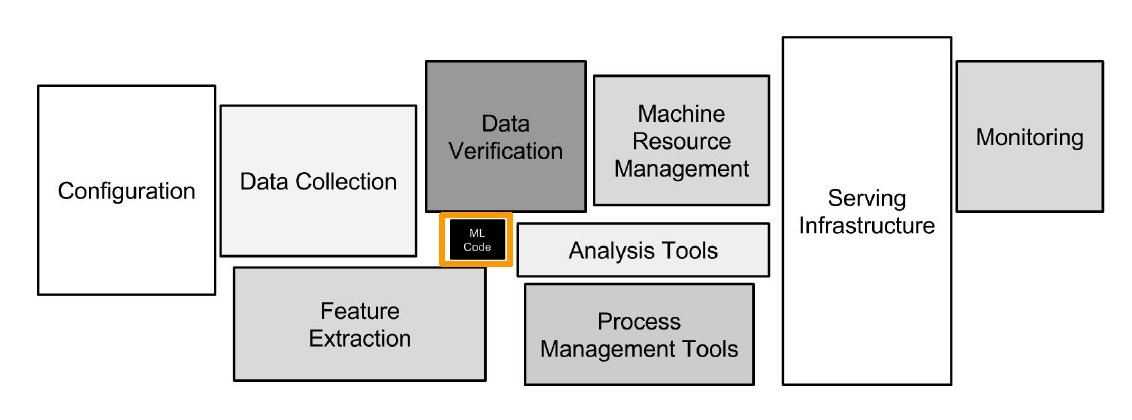 Configuration
Data Collection
Feature
Extraction
Data
Verification
ML
Code
Machine
Resource
Management
Analysis Tools
Process
Management Tools
Serving
Infrastructure
Monitoring